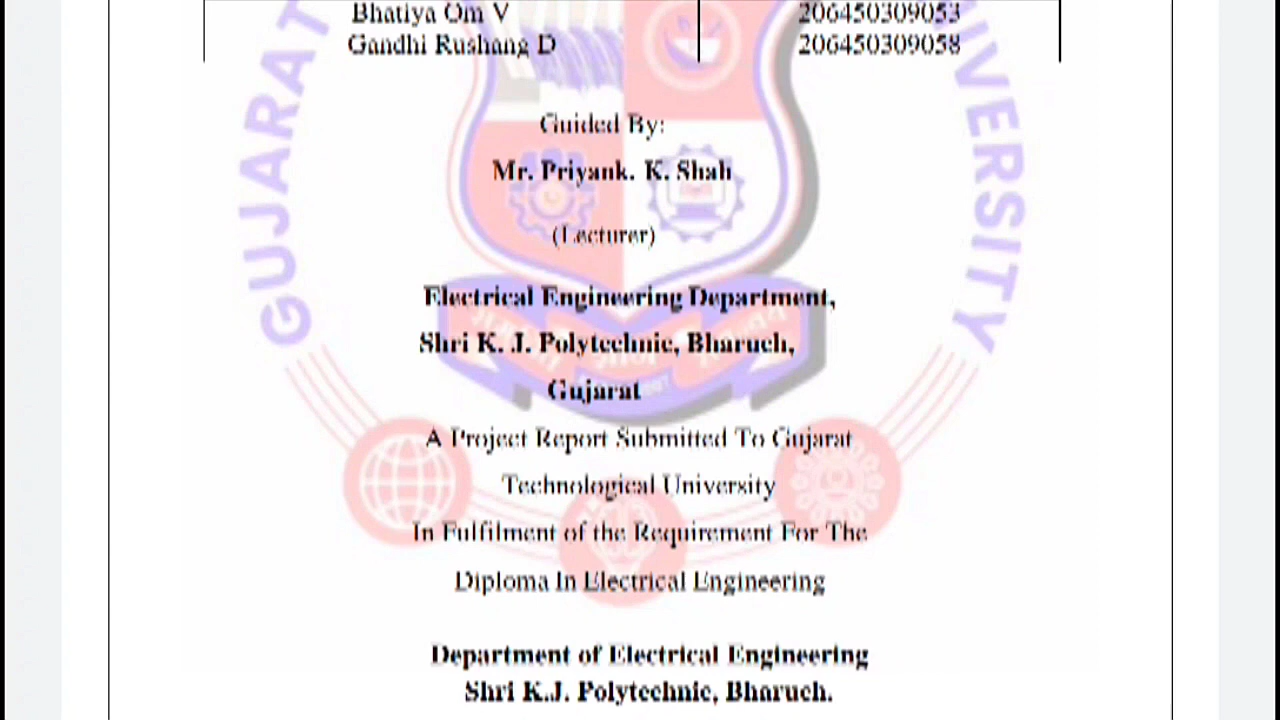 Bhatiya Om V 206450309053
Gandhi Rushang D 206450309058
GUJARAT
UNIVERSITY
Guided By:
Mr. Priyank. K. Shah
(Lecturer)
Electrical Engineering Department,
Shri K. J. Polytechnic, Bharuch,
Gujarat
A Project Report Submitted To Gujarat
Technological University
In Fulfilment of the Requirement For The
Diploma In Electrical Engineering
Department of Electrical Engineering
Shri K.J. Polytechnic, Bharuch.